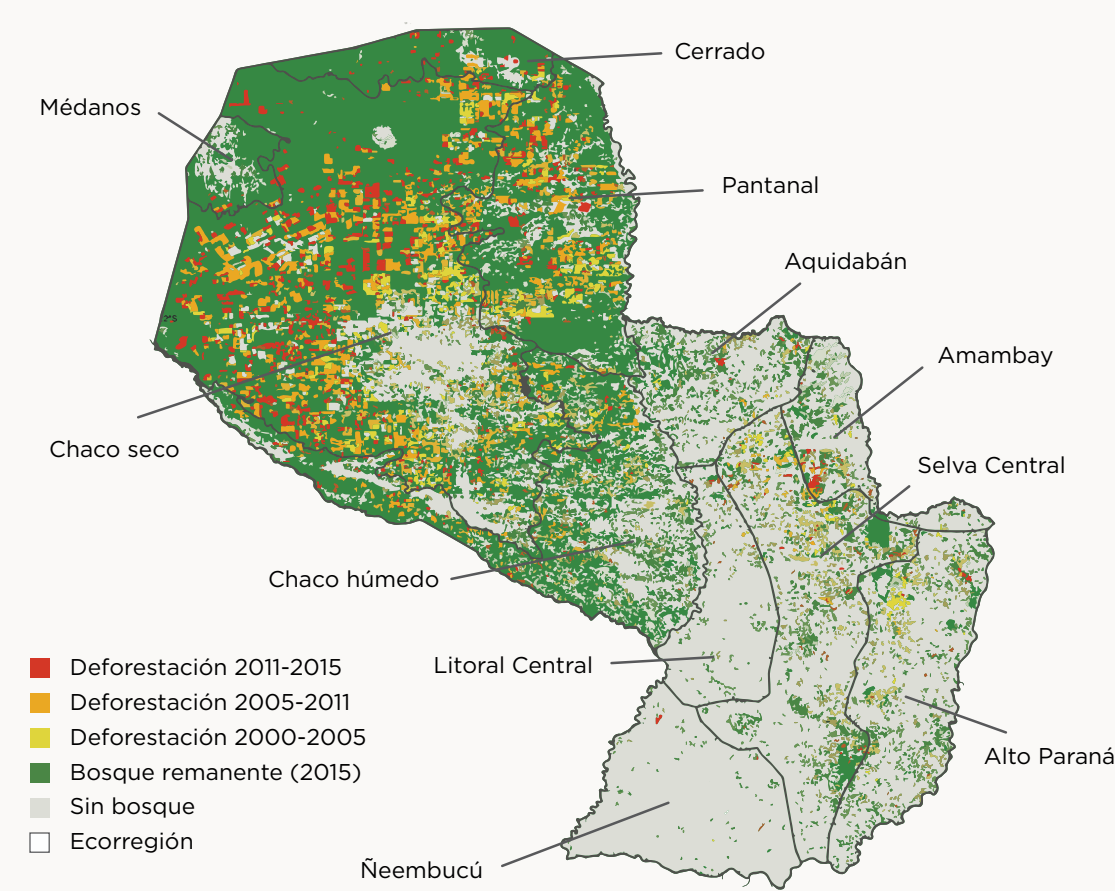 Cerrado
Médanos
Pantanal
Aquidabán
Amambay
Chaco seco
Selva Central
Chaco húmedo
Litoral Central
Deforestación 2011-2015
Deforestación 2005-2011
Deforestación 2000-2005
Bosque remanente (2015)
Sin bosque
Ecorregión
Alto Paraná
Ñeembucú